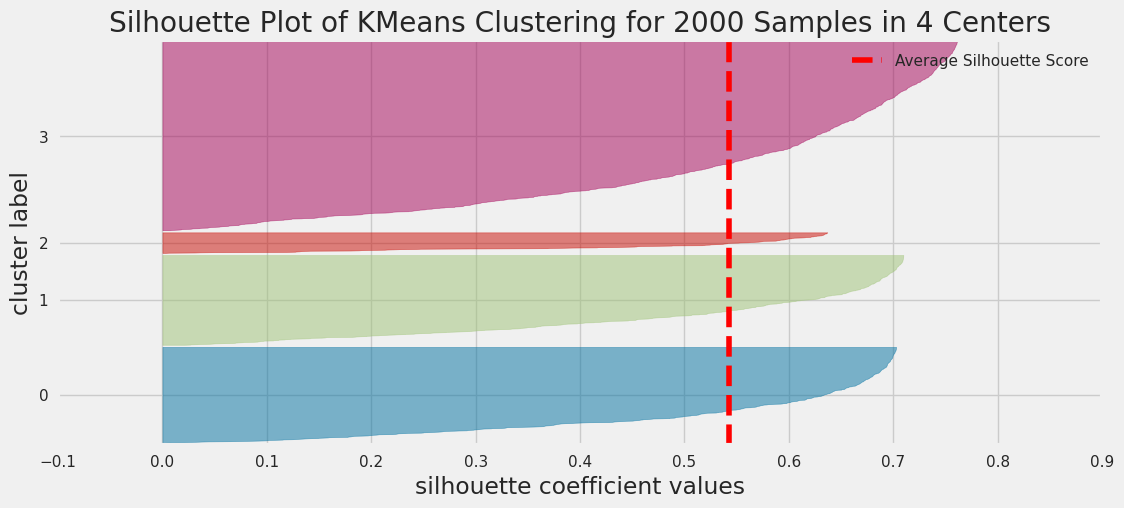 Silhouette Plot of KMeans Clustering for 2000 Samples in 4 Centers
Average Silhouette Score
cluster label
3
2
1
0
−0.1 0.0 0.1 0.2 0.3 0.4 0.5 0.6 0.7 0.8 0.9
silhouette coefficient values